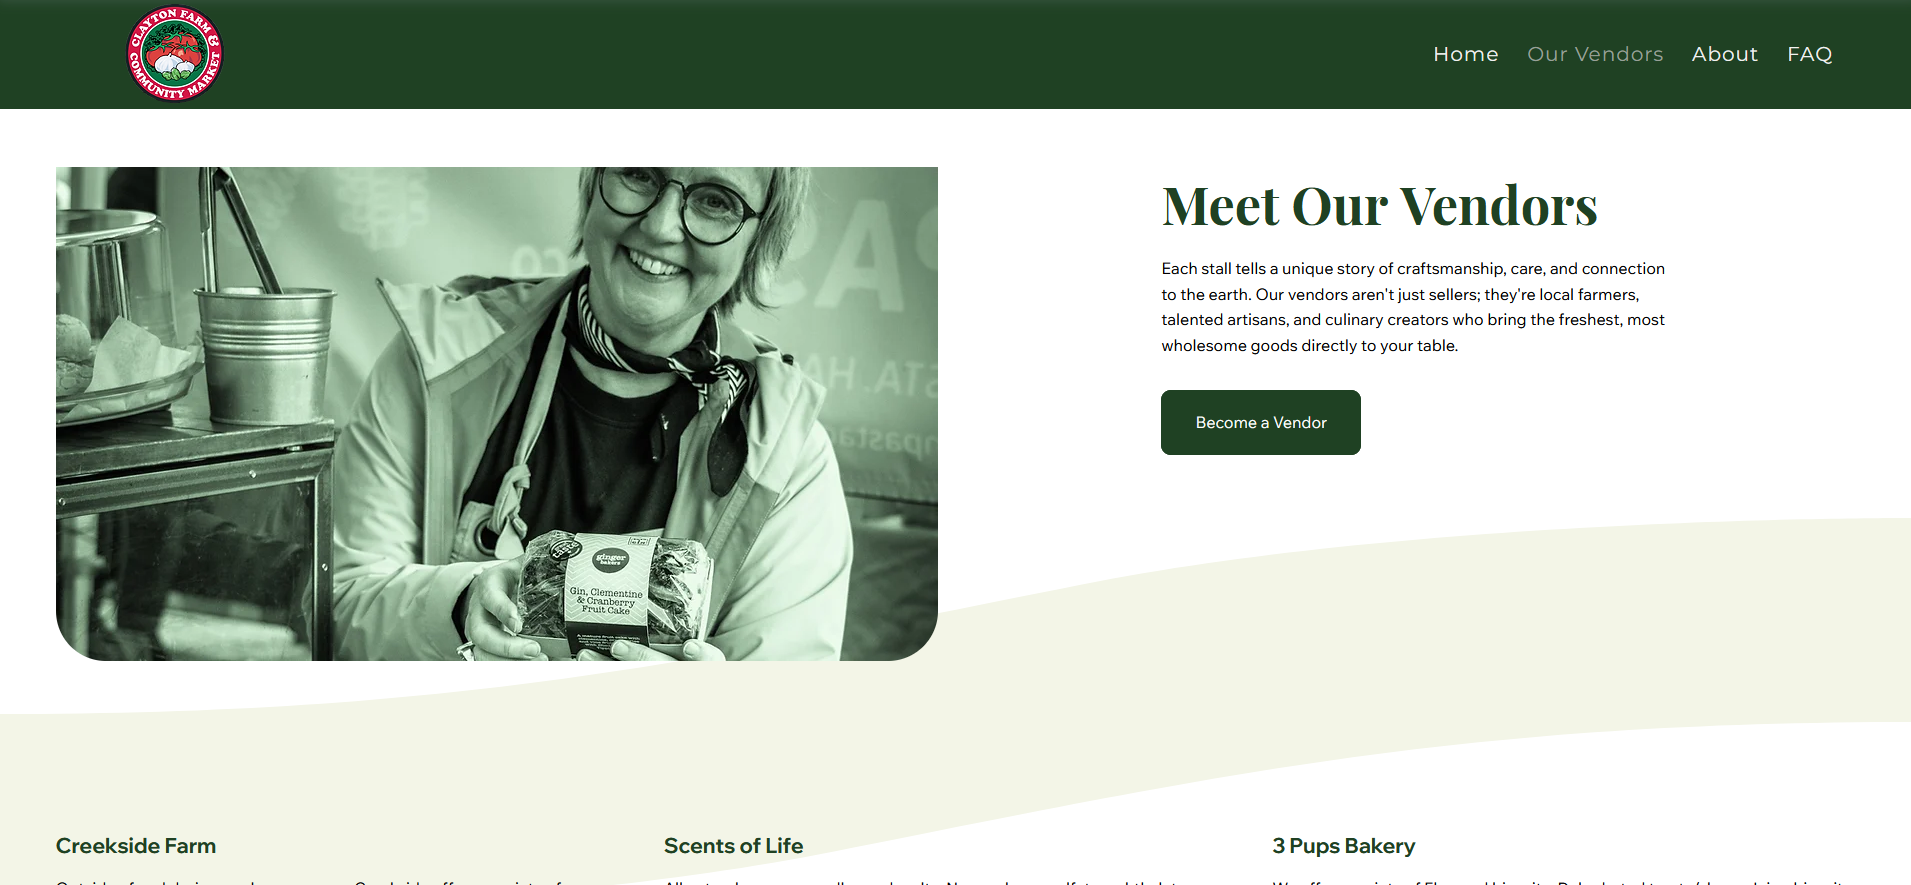 CLAYTON FARM &
COMMUNITY MARKET
Home Our Vendors About FAQ
Meet Our Vendors
Each stall tells a unique story of craftsmanship, care, and connection
to the earth. Our vendors aren't just sellers; they're local farmers,
talented artisans, and culinary creators who bring the freshest, most
wholesome goods directly to your table.
Become a Vendor
ginger
bakers
Gin, Clementine
& Cranberry
Fruit Cake
Creekside Farm
Scents of Life
3 Pups Bakery